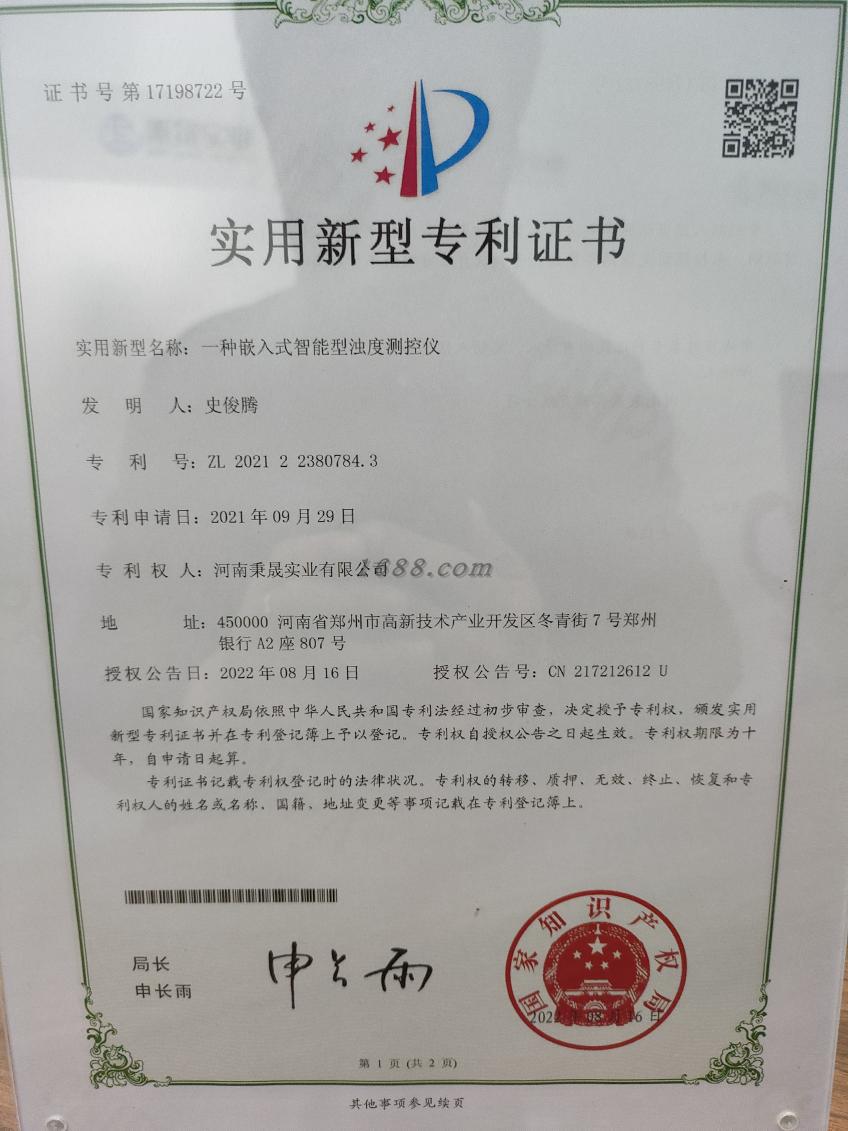 证书号第17198722号
实用新型专利证书
实用新型名称：一种嵌入式智能型浊度测控仪
发 明 人：史俊腾
专 利 号：ZL 2021 2 2380784.3
专利申请日：2021年09月29日
专 利 权 人：河南秉晟实业有限公司
1688.com
地 址：450000 河南省郑州市高新技术产业开发区冬青街7号郑州
银行A2座807号
授权公告日：2022年08月16日 授权公告号：CN 217212612 U
国家知识产权局依照中华人民共和国专利法经过初步审查，决定授予专利权，颁发实用
新型专利证书并在专利登记簿上予以登记。专利权自授权公告之日起生效。专利权期限为十
年，自申请日起算。
专利证书记载专利权登记时的法律状况。专利权的转移、质押、无效、终止、恢复和专
利权人的姓名或名称、国籍、地址变更等事项记载在专利登记簿上。
局长
申长雨
申长雨
国家知识产权局
2022年08月16日
第 1 页 (共 2 页)
其他事项参见续页